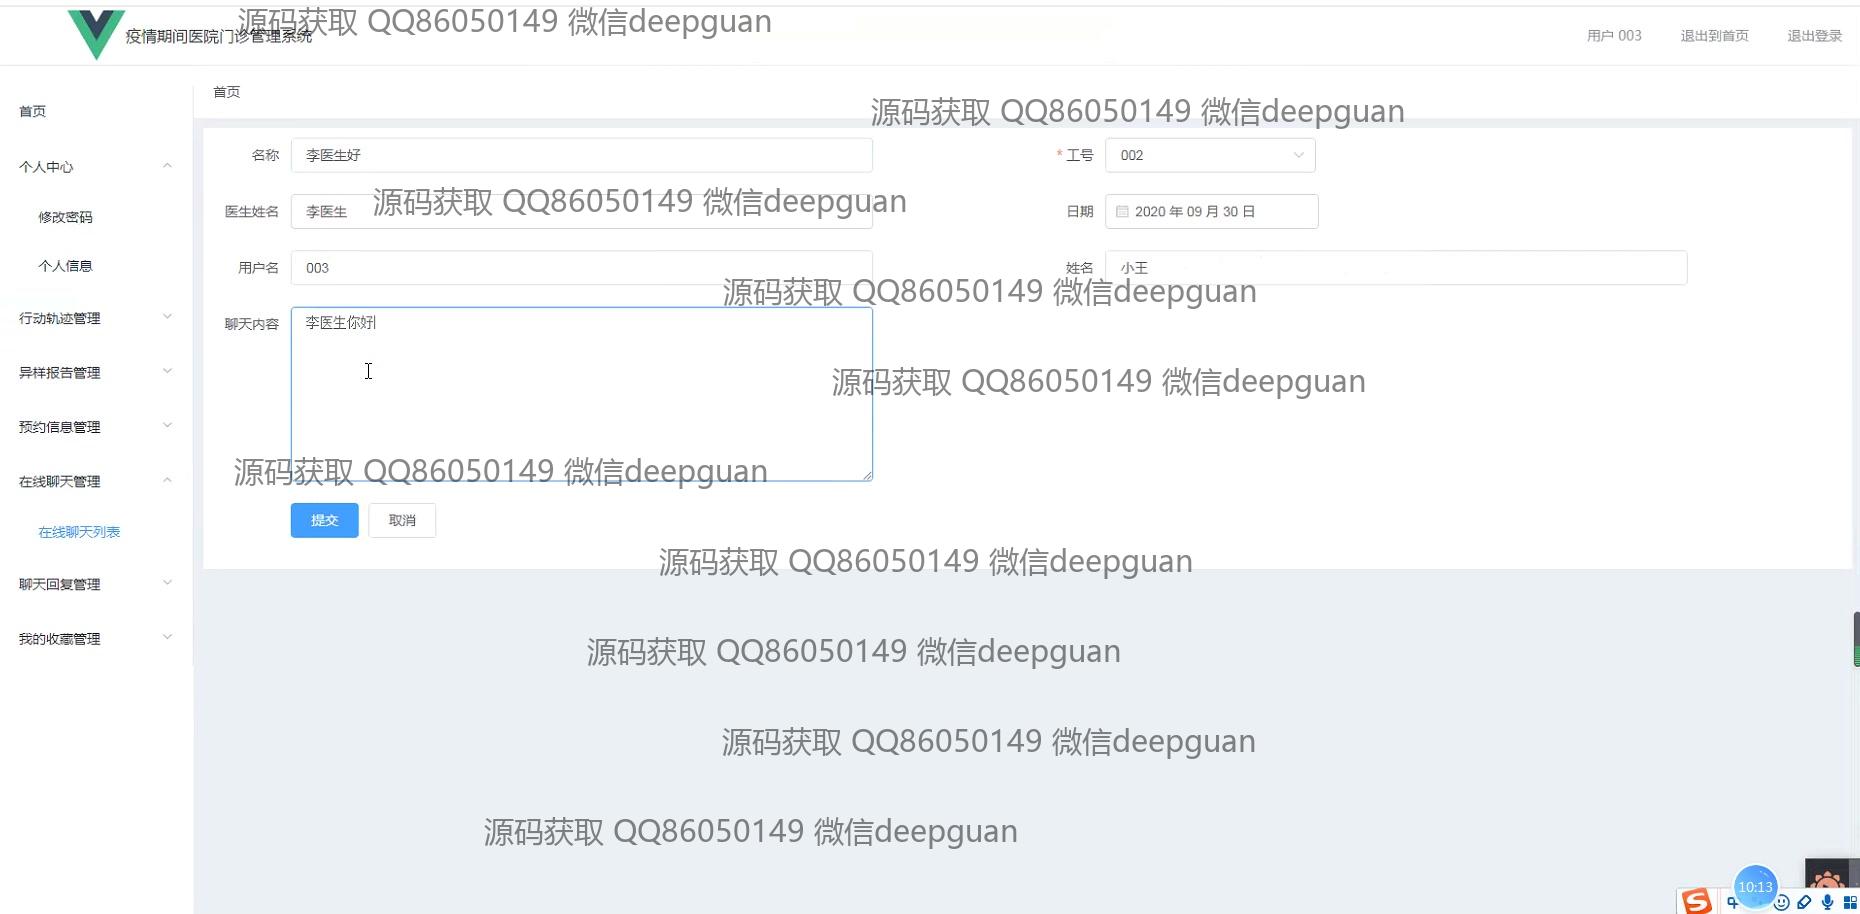 源码获取 QQ86050149 微信deepguan
疫情期间医院门诊管理系统
用户 003
退出到首页
退出登录
首页
首页
个人中心
修改密码
个人信息
行动轨迹管理
异样报告管理
预约信息管理
在线聊天管理
在线聊天列表
聊天回复管理
我的收藏管理
源码获取 QQ86050149 微信deepguan
名称 李医生好
* 工号 002
源码获取 QQ86050149 微信deepguan
医生姓名 李医生
日期 2020 年 09 月 30 日
用户名 003
姓名 小王
源码获取 QQ86050149 微信deepguan
聊天内容 李医生你好
源码获取 QQ86050149 微信deepguan
源码获取 QQ86050149 微信deepguan
提交 取消
源码获取 QQ86050149 微信deepguan
源码获取 QQ86050149 微信deepguan
源码获取 QQ86050149 微信deepguan
源码获取 QQ86050149 微信deepguan
10:13